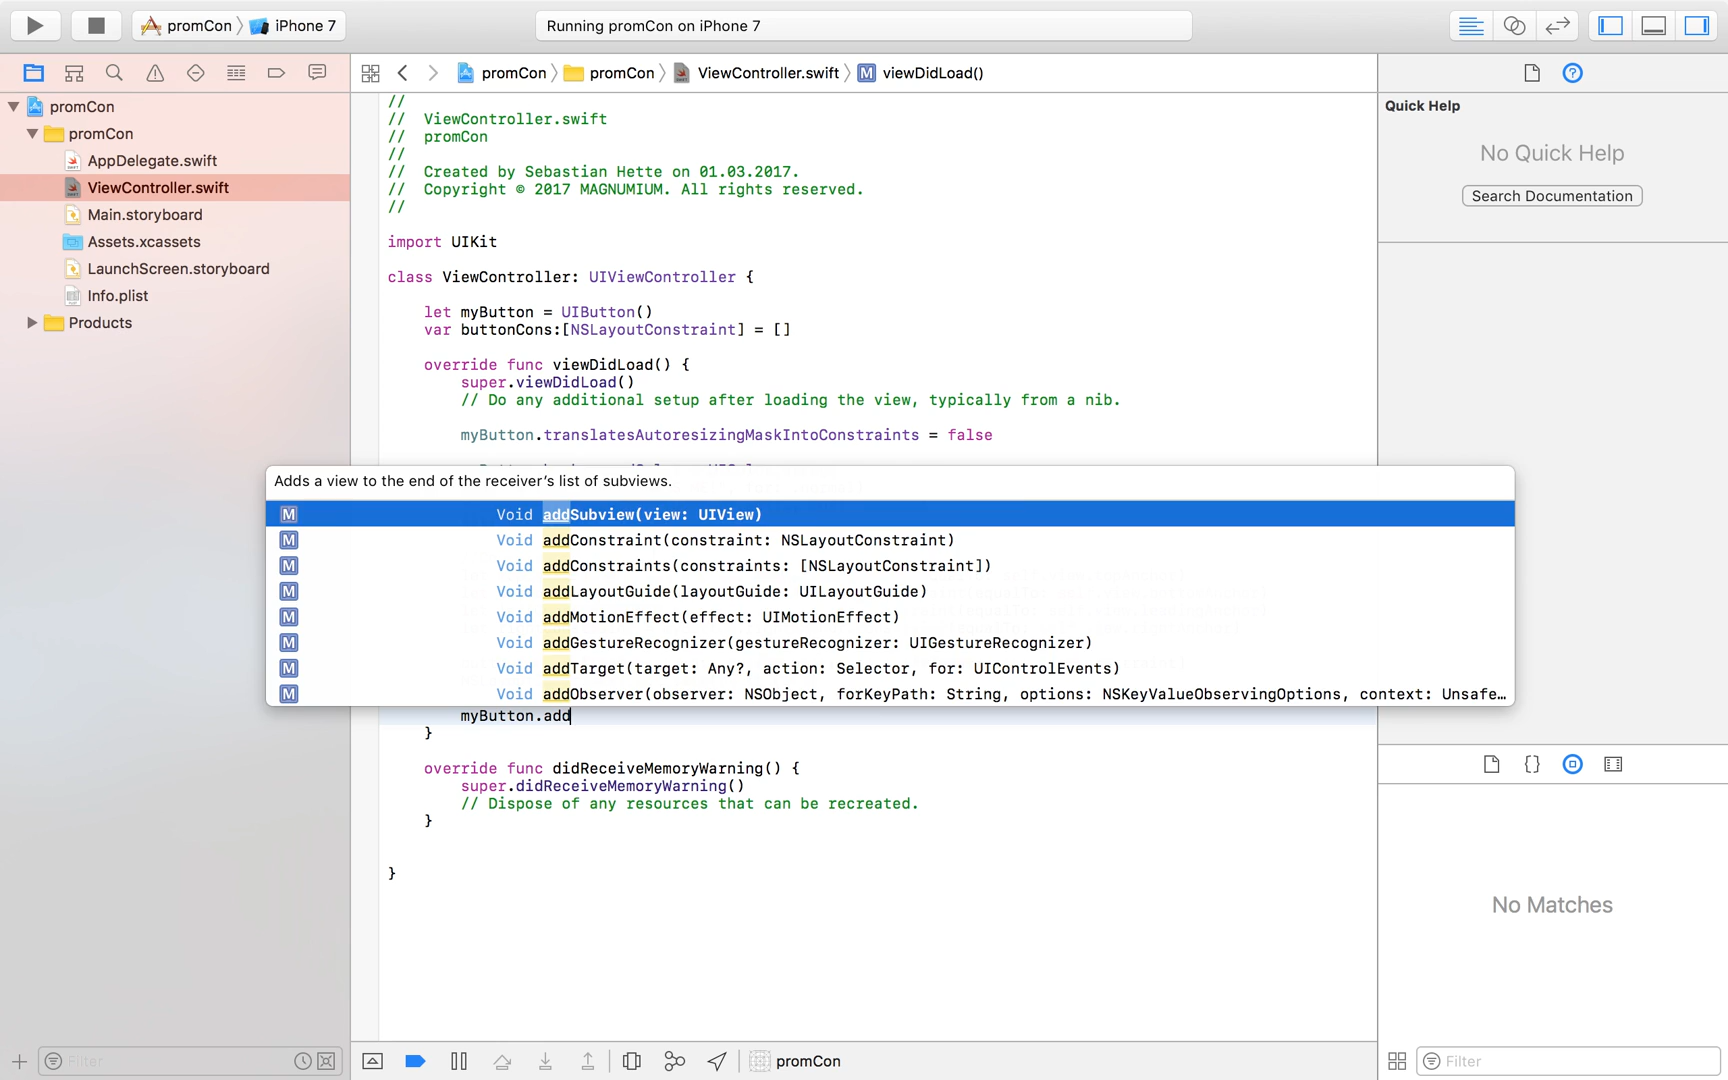 promCon
iPhone 7
Running promCon on iPhone 7
promCon
promCon
ViewController.swift
M viewDidLoad()
promCon
promCon
AppDelegate.swift
ViewController.swift
Main.storyboard
Assets.xcassets
LaunchScreen.storyboard
Info.plist
Products
//
// ViewController.swift
// promCon
//
// Created by Sebastian Hette on 01.03.2017.
// Copyright © 2017 MAGNUMIUM. All rights reserved.
//
import UIKit
class ViewController: UIViewController {
let myButton = UIButton()
var buttonCons:[NSLayoutConstraint] = []
override func viewDidLoad() {
super.viewDidLoad()
// Do any additional setup after loading the view, typically from a nib.
myButton.translatesAutoresizingMaskIntoConstraints = false
Adds a view to the end of the receiver's list of subviews.
M Void addSubview(view: UIView)
M Void addConstraint(constraint: NSLayoutConstraint)
M Void addConstraints(constraints: [NSLayoutConstraint])
M Void addLayoutGuide(layoutGuide: UILayoutGuide)
M Void addMotionEffect(effect: UIMotionEffect)
M Void addGestureRecognizer(gestureRecognizer: UIGestureRecognizer)
M Void addTarget(target: Any?, action: Selector, for: UIControlEvents)
M Void addObserver(observer: NSObject, forKeyPath: String, options: NSKeyValueObservingOptions, context: Unsafe…
myButton.add
}
override func didReceiveMemoryWarning() {
super.didReceiveMemoryWarning()
// Dispose of any resources that can be recreated.
}
}
Quick Help
No Quick Help
Search Documentation
{}
No Matches
Filter
promCon
Filter